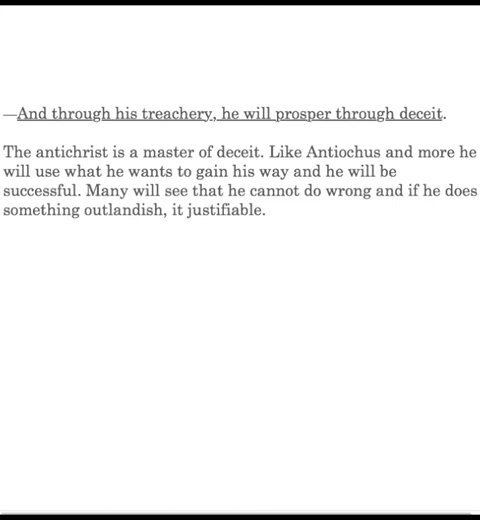 —And through his treachery, he will prosper through deceit.
The antichrist is a master of deceit. Like Antiochus and more he
will use what he wants to gain his way and he will be
successful. Many will see that he cannot do wrong and if he does
something outlandish, it justifiable.